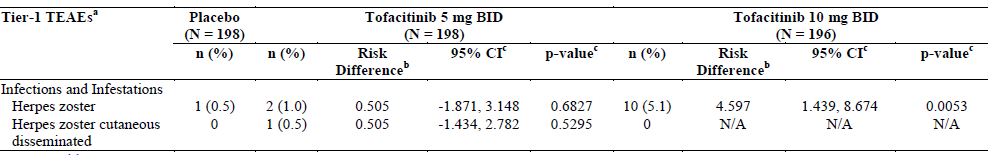 Tier-1 TEAEsa Placebo Tofacitinib 5 mg BID Tofacitinib 10 mg BID
(N = 198) (N = 198) (N = 196)
n (%) n (%) Risk Differenceb 95% CIc p-valuec n (%) Risk Differenceb 95% CIc p-valuec
Infections and Infestations
Herpes zoster 1 (0.5) 2 (1.0) 0.505 -1.871, 3.148 0.6827 10 (5.1) 4.597 1.439, 8.674 0.0053
Herpes zoster cutaneous disseminated 0 1 (0.5) 0.505 -1.434, 2.782 0.5295 0 N/A N/A N/A